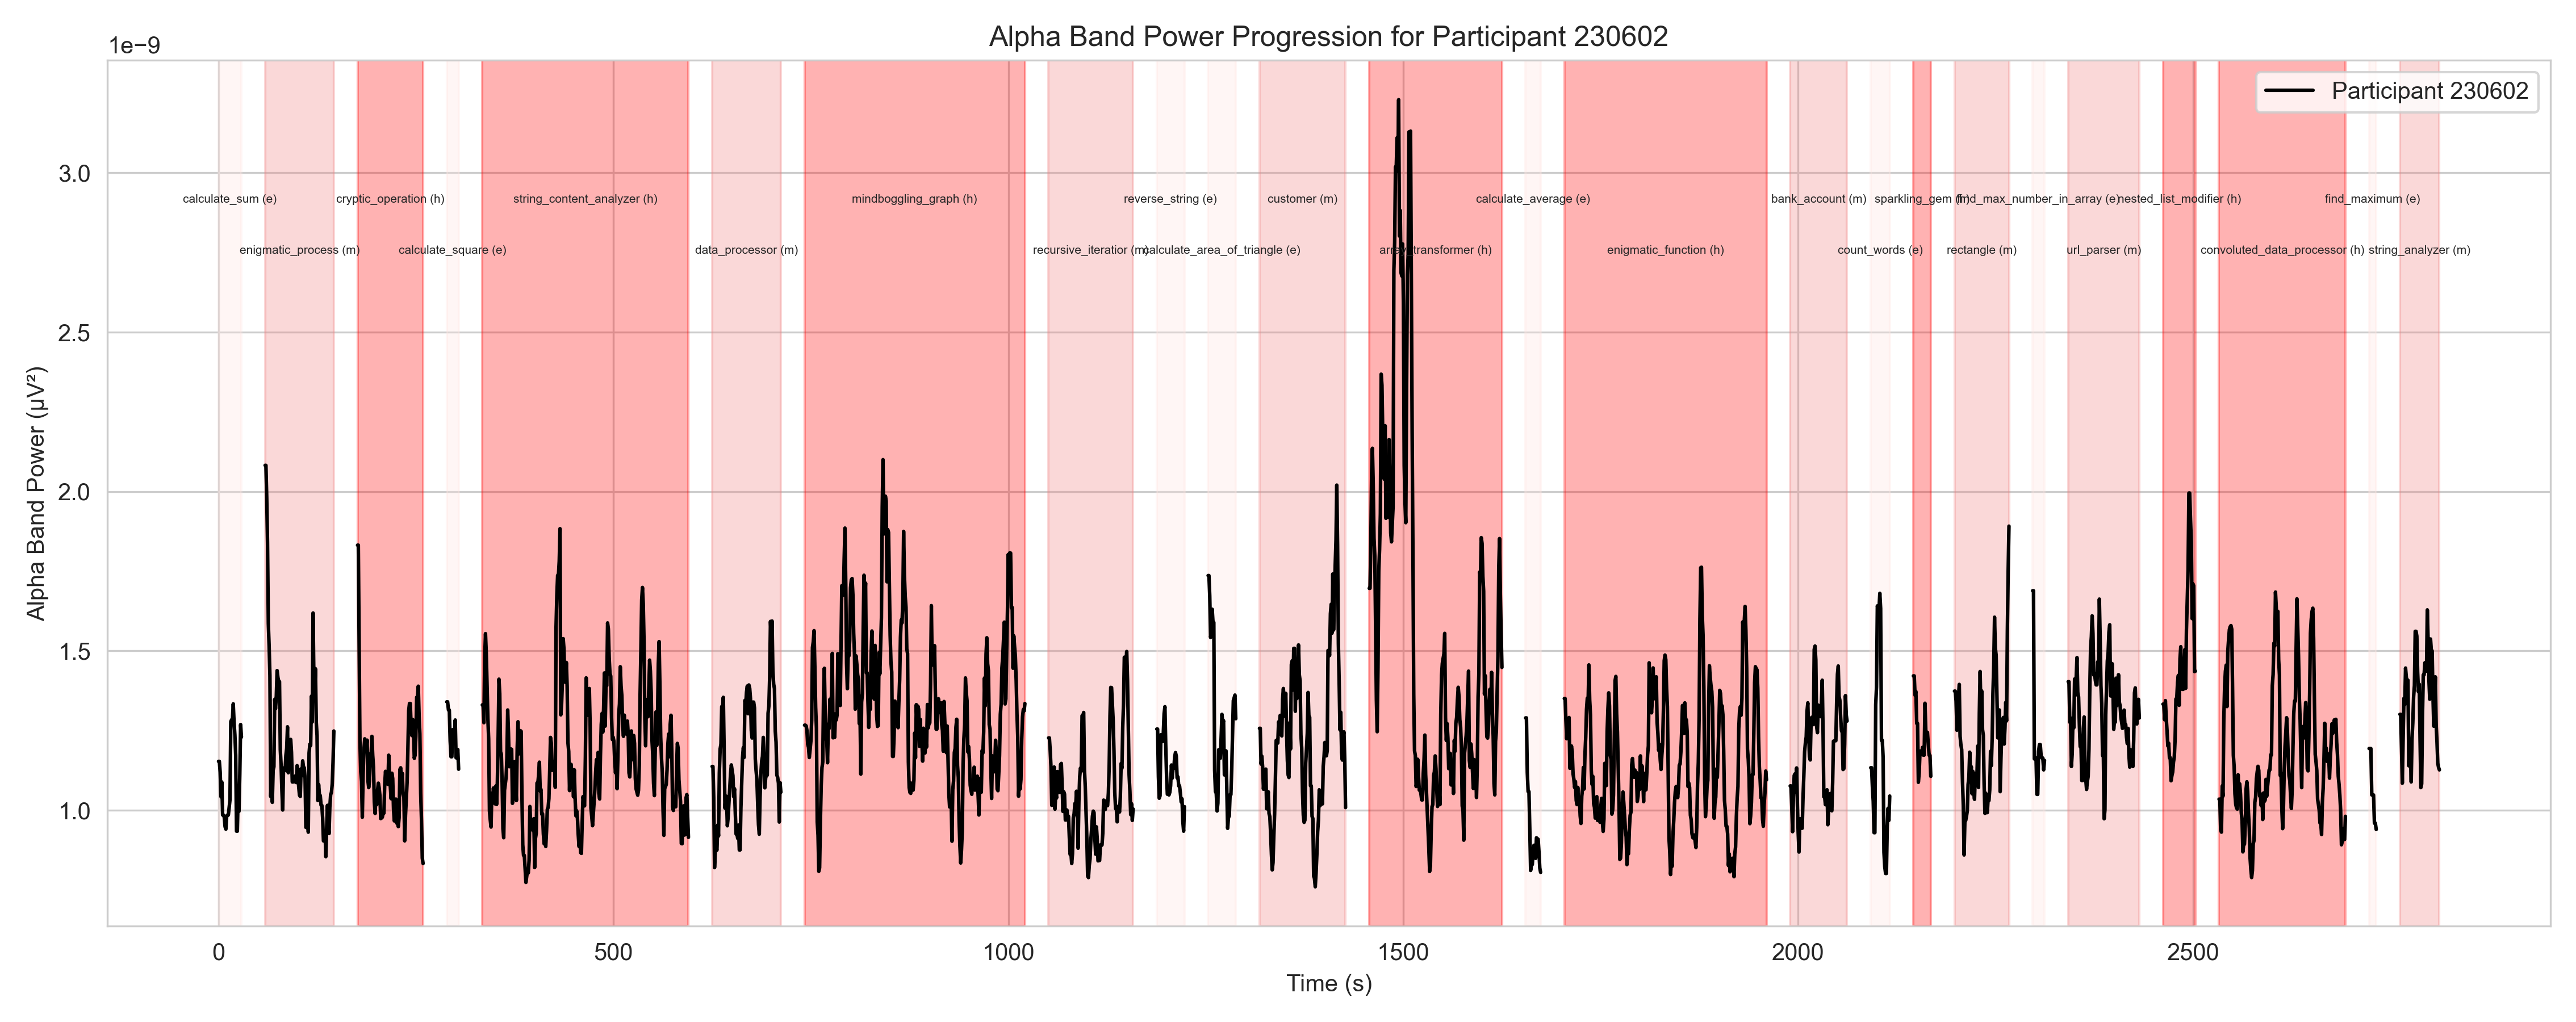 Alpha Band Power Progression for Participant 230602
1e−9
Participant 230602
3.0
2.5
2.0
1.5
1.0
Alpha Band Power (µV²)
calculate_sum (e)
cryptic_operation (h)
string_content_analyzer (h)
mindboggling_graph (h)
reverse_string (e)
customer (m)
calculate_average (e)
bank_account (m)
sparkling_gem (h)
find_max_number_in_array (e)
nested_list_modifier (h)
find_maximum (e)
enigmatic_process (m)
calculate_square (e)
data_processor (m)
recursive_iteratior (m)
calculate_area_of_triangle (e)
array_transformer (h)
enigmatic_function (h)
count_words (e)
rectangle (m)
url_parser (m)
convoluted_data_processor (h)
string_analyzer (m)
0 500 1000 1500 2000 2500
Time (s)